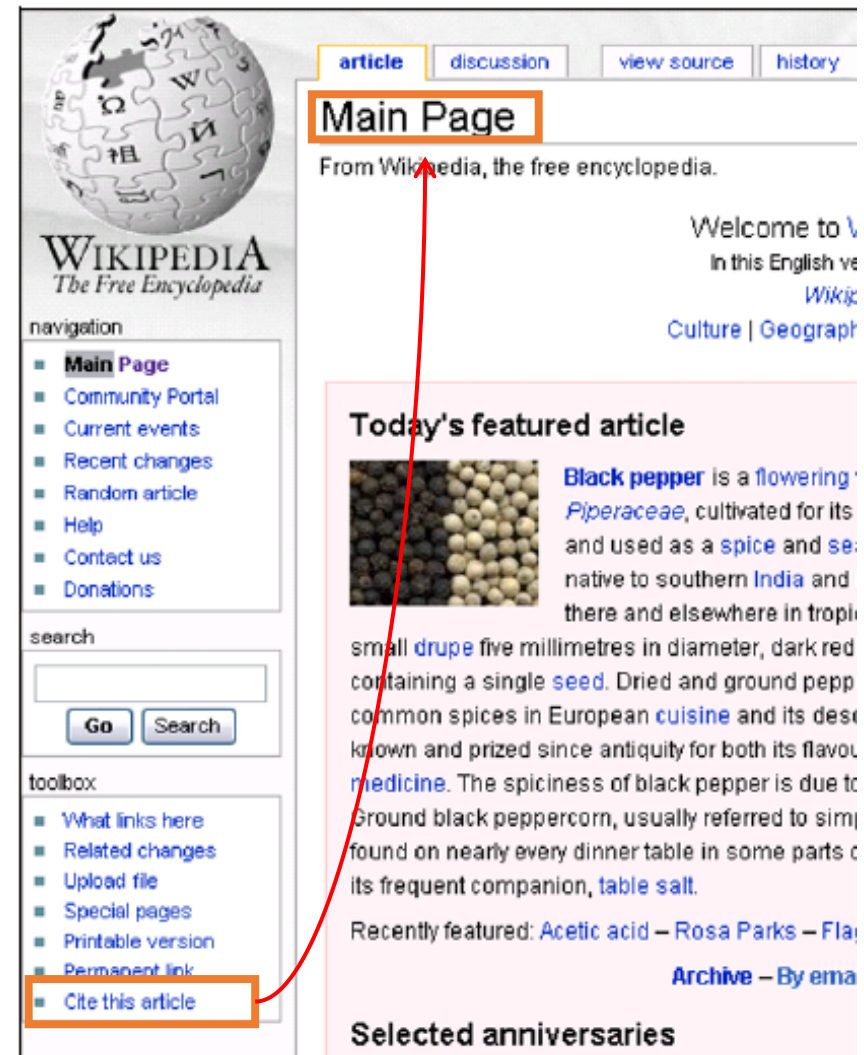 WIKIPEDIA
The Free Encyclopedia
navigation
Main Page
Community Portal
Current events
Recent changes
Random article
Help
Contact us
Donations
search
Go Search
toolbox
What links here
Related changes
Upload file
Special pages
Printable version
Permanent link
Cite this article
article discussion view source history
Main Page
From Wikipedia, the free encyclopedia.
Welcome to
In this English
Culture | Geograph
Today's featured article
Black pepper is a flowering
Piperaceae, cultivated for its
and used as a spice and
native to southern India and
there and elsewhere in
small drupe five millimetres in diameter, dark red
containing a single seed. Dried and ground pepp
common spices in European cuisine and its
known and prized since antiquity for both its flavou
medicine. The spiciness of black pepper is due to
Ground black peppercorn, usually referred to
found on nearly every dinner table in some parts
its frequent companion, table salt.
Recently featured: Acetic acid – Rosa Parks –
Archive – By
Selected anniversaries